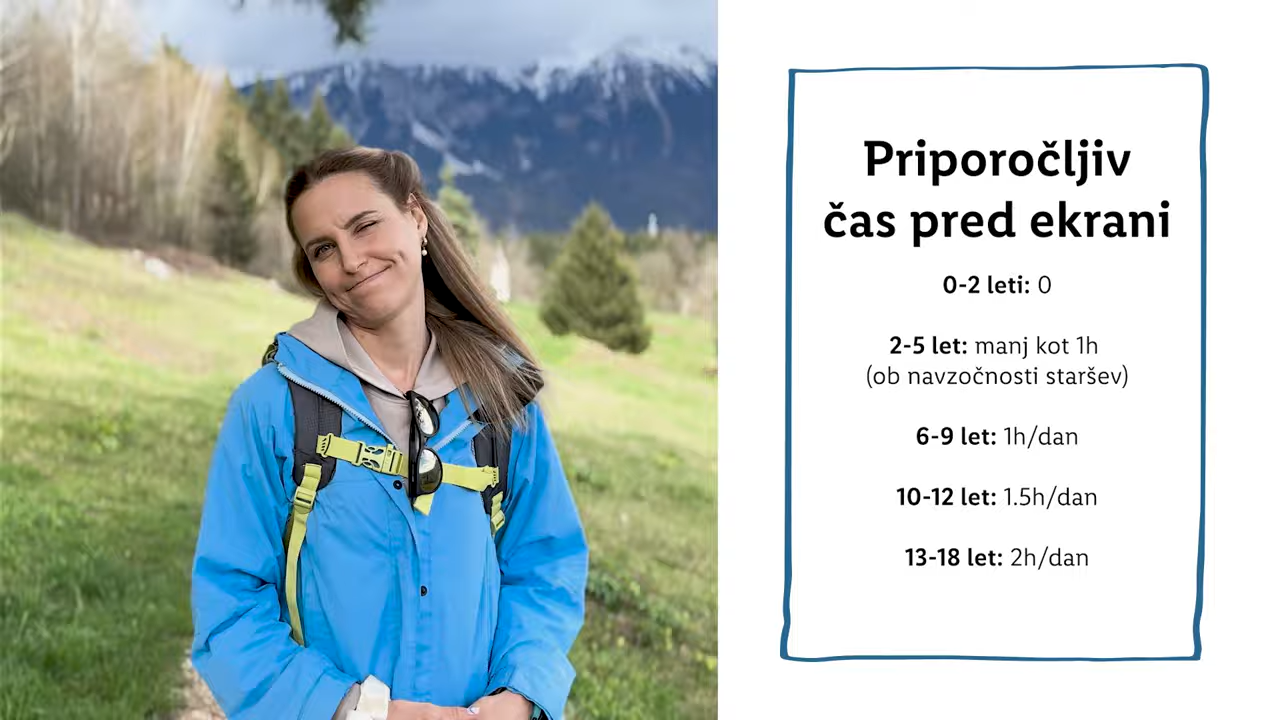 Priporočljiv
čas pred ekrani
0-2 leti: 0
2-5 let: manj kot 1h
(ob navzočnosti staršev)
6-9 let: 1h/dan
10-12 let: 1.5h/dan
13-18 let: 2h/dan